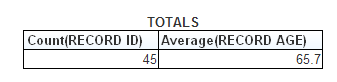 TOTALS
Count(RECORD ID) Average(RECORD AGE)
45 65.7